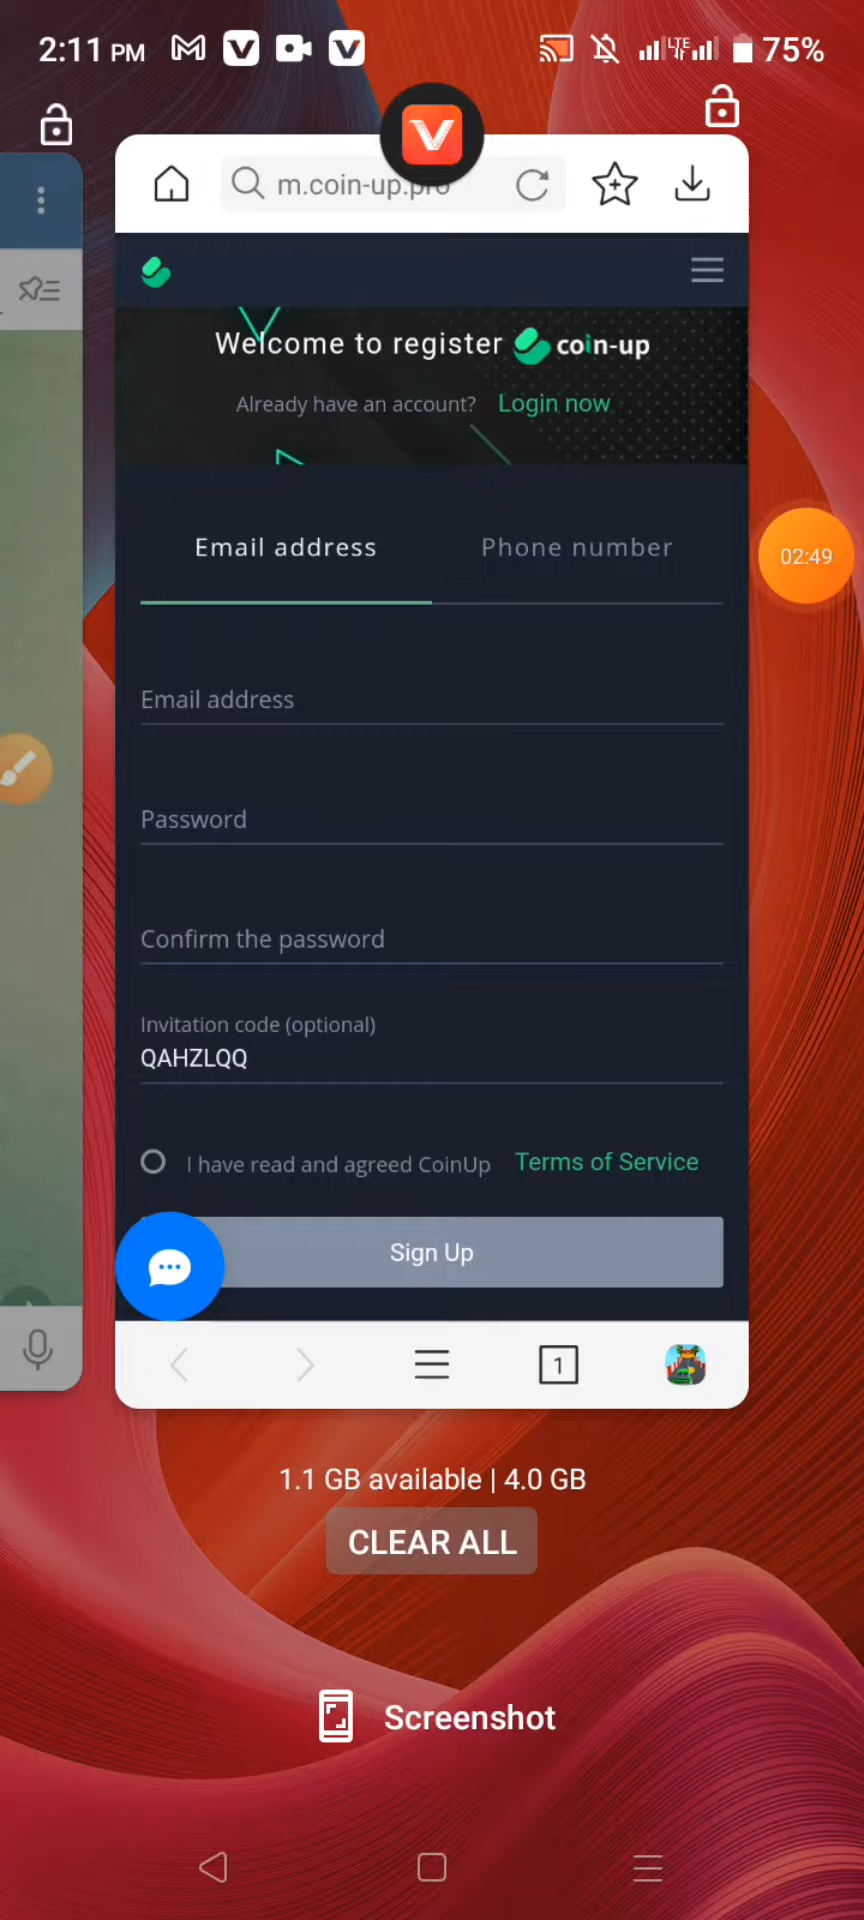 2:11 PM
LTE
75%
m.coin-up.pro
Welcome to register coin-up
Already have an account? Login now
Email address Phone number
02:49
Email address
Password
Confirm the password
Invitation code (optional)
QAHZLQQ
I have read and agreed CoinUp Terms of Service
Sign Up
1
1.1 GB available | 4.0 GB
CLEAR ALL
Screenshot